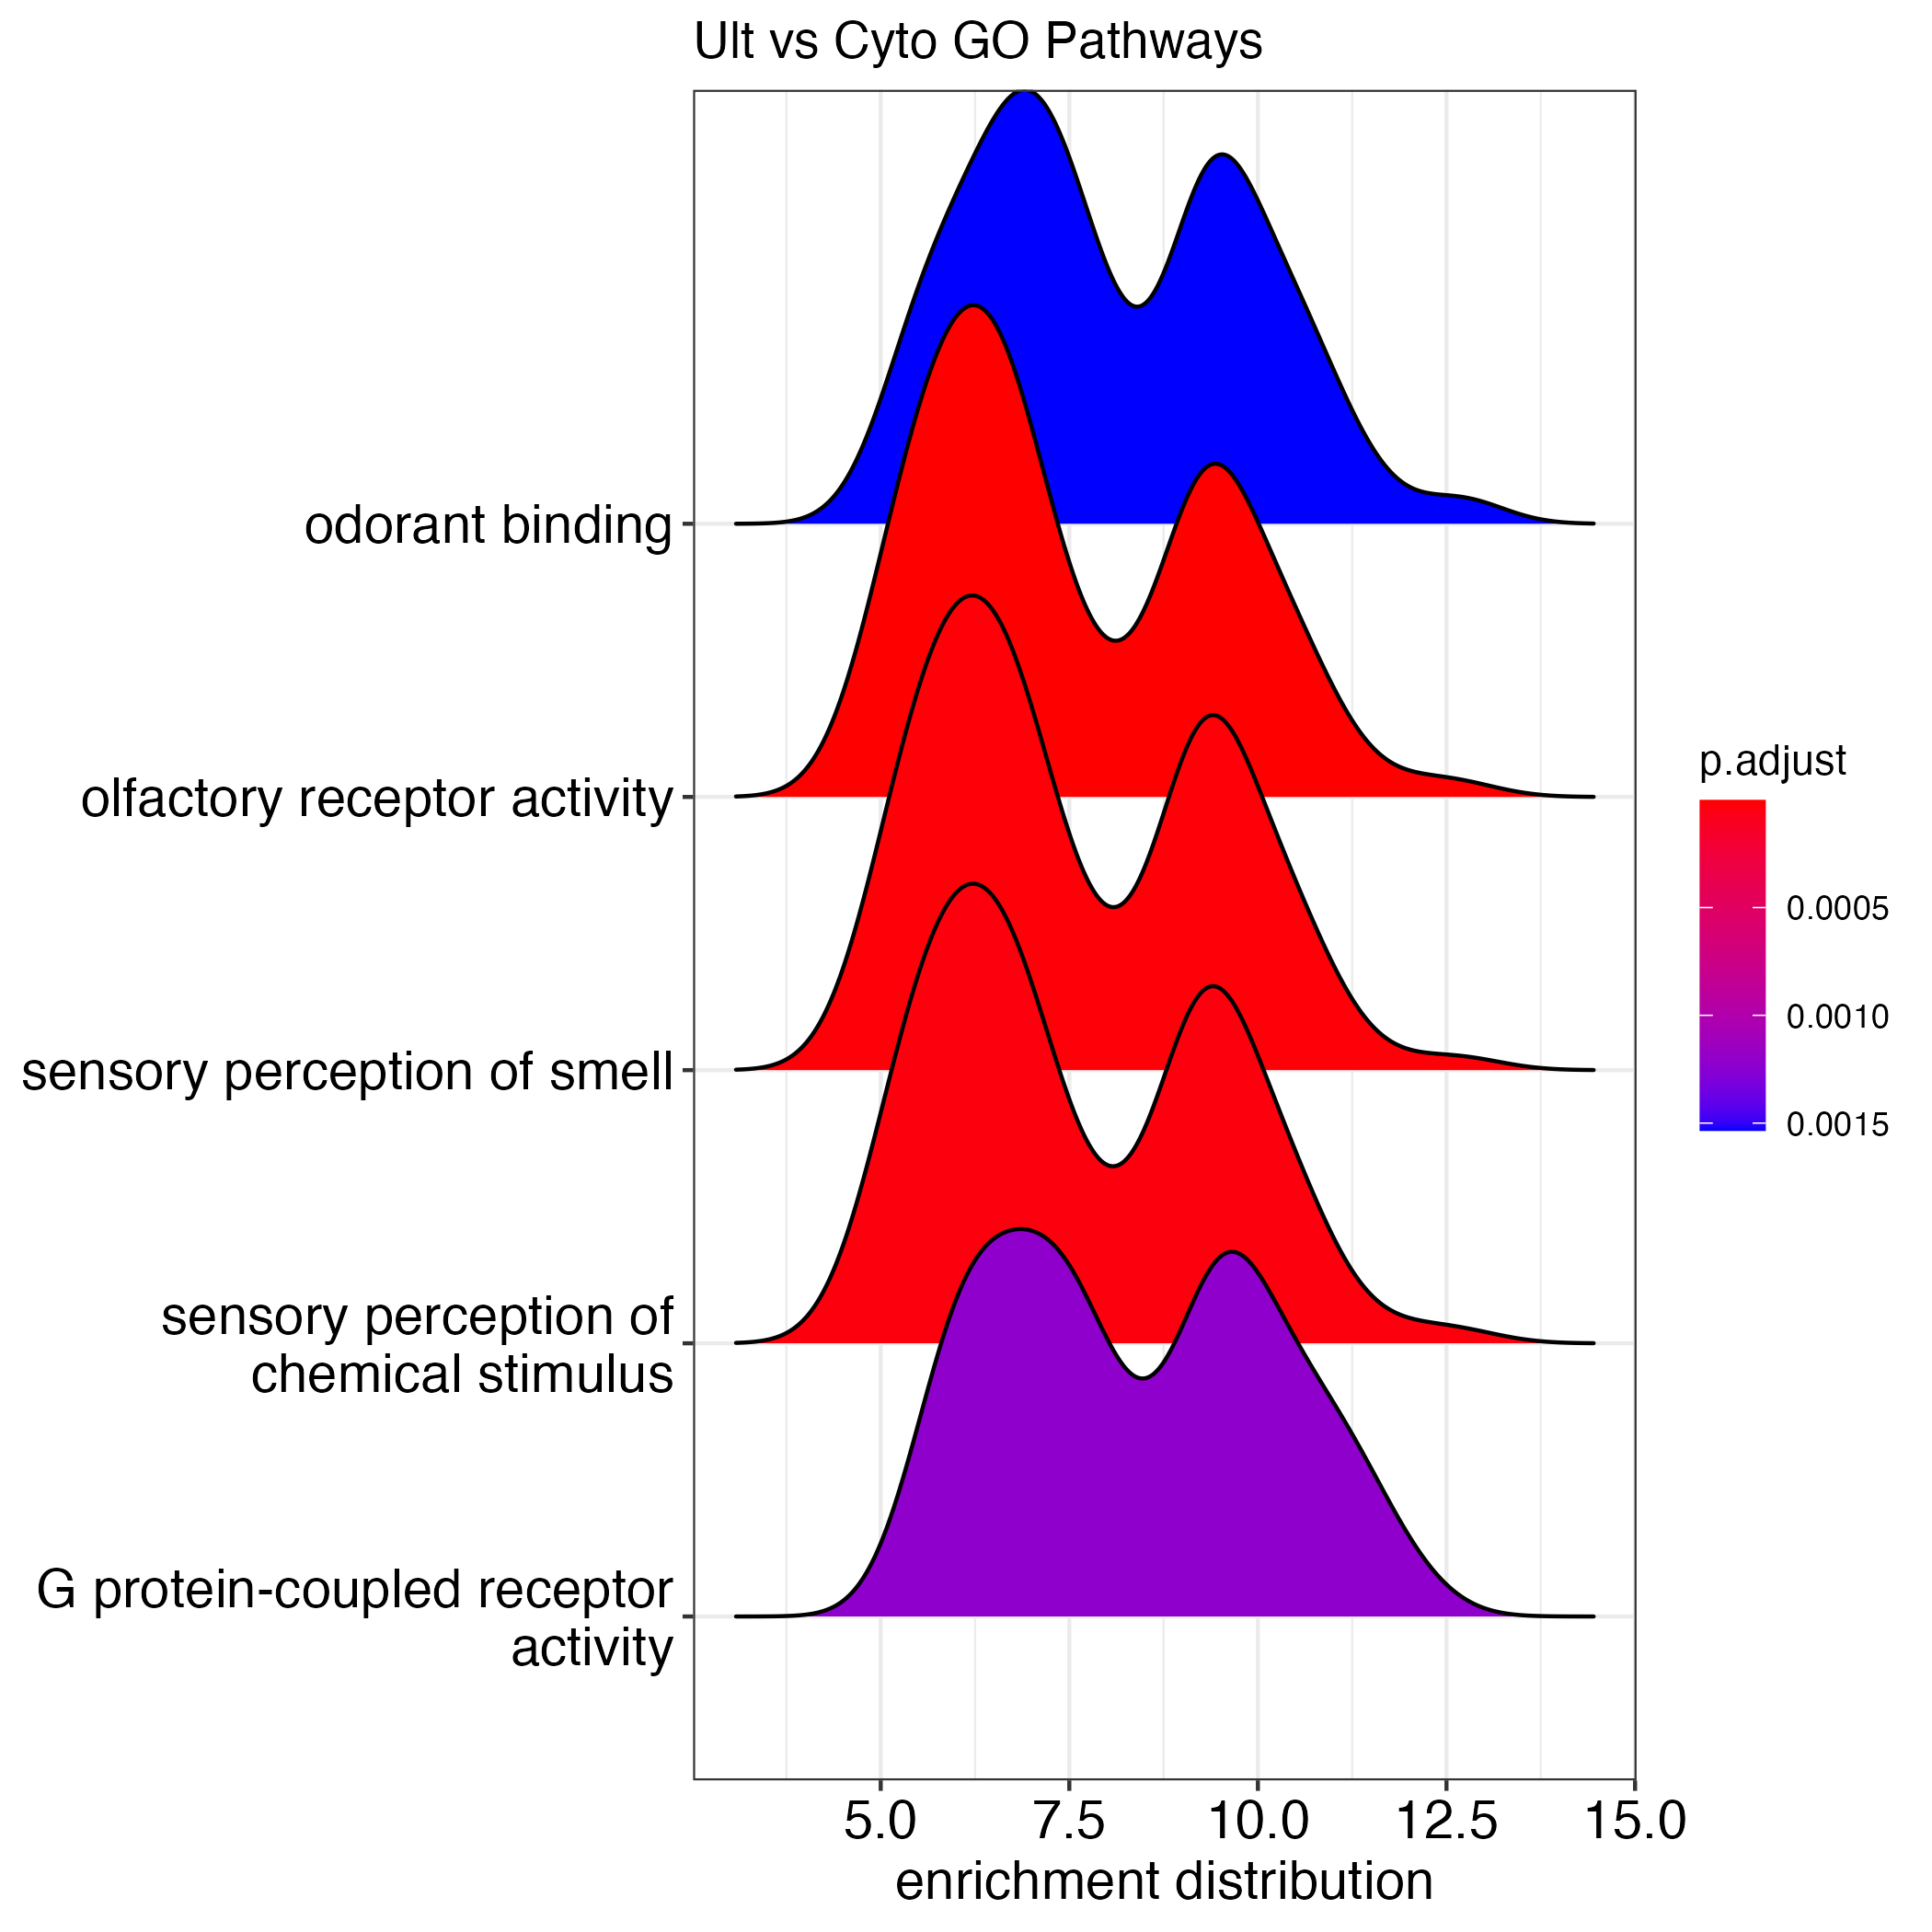 Ult vs Cyto GO Pathways
odorant binding
olfactory receptor activity
sensory perception of smell
sensory perception of
chemical stimulus
G protein-coupled receptor
activity
5.0 7.5 10.0 12.5 15.0
enrichment distribution
p.adjust
0.0005
0.0010
0.0015